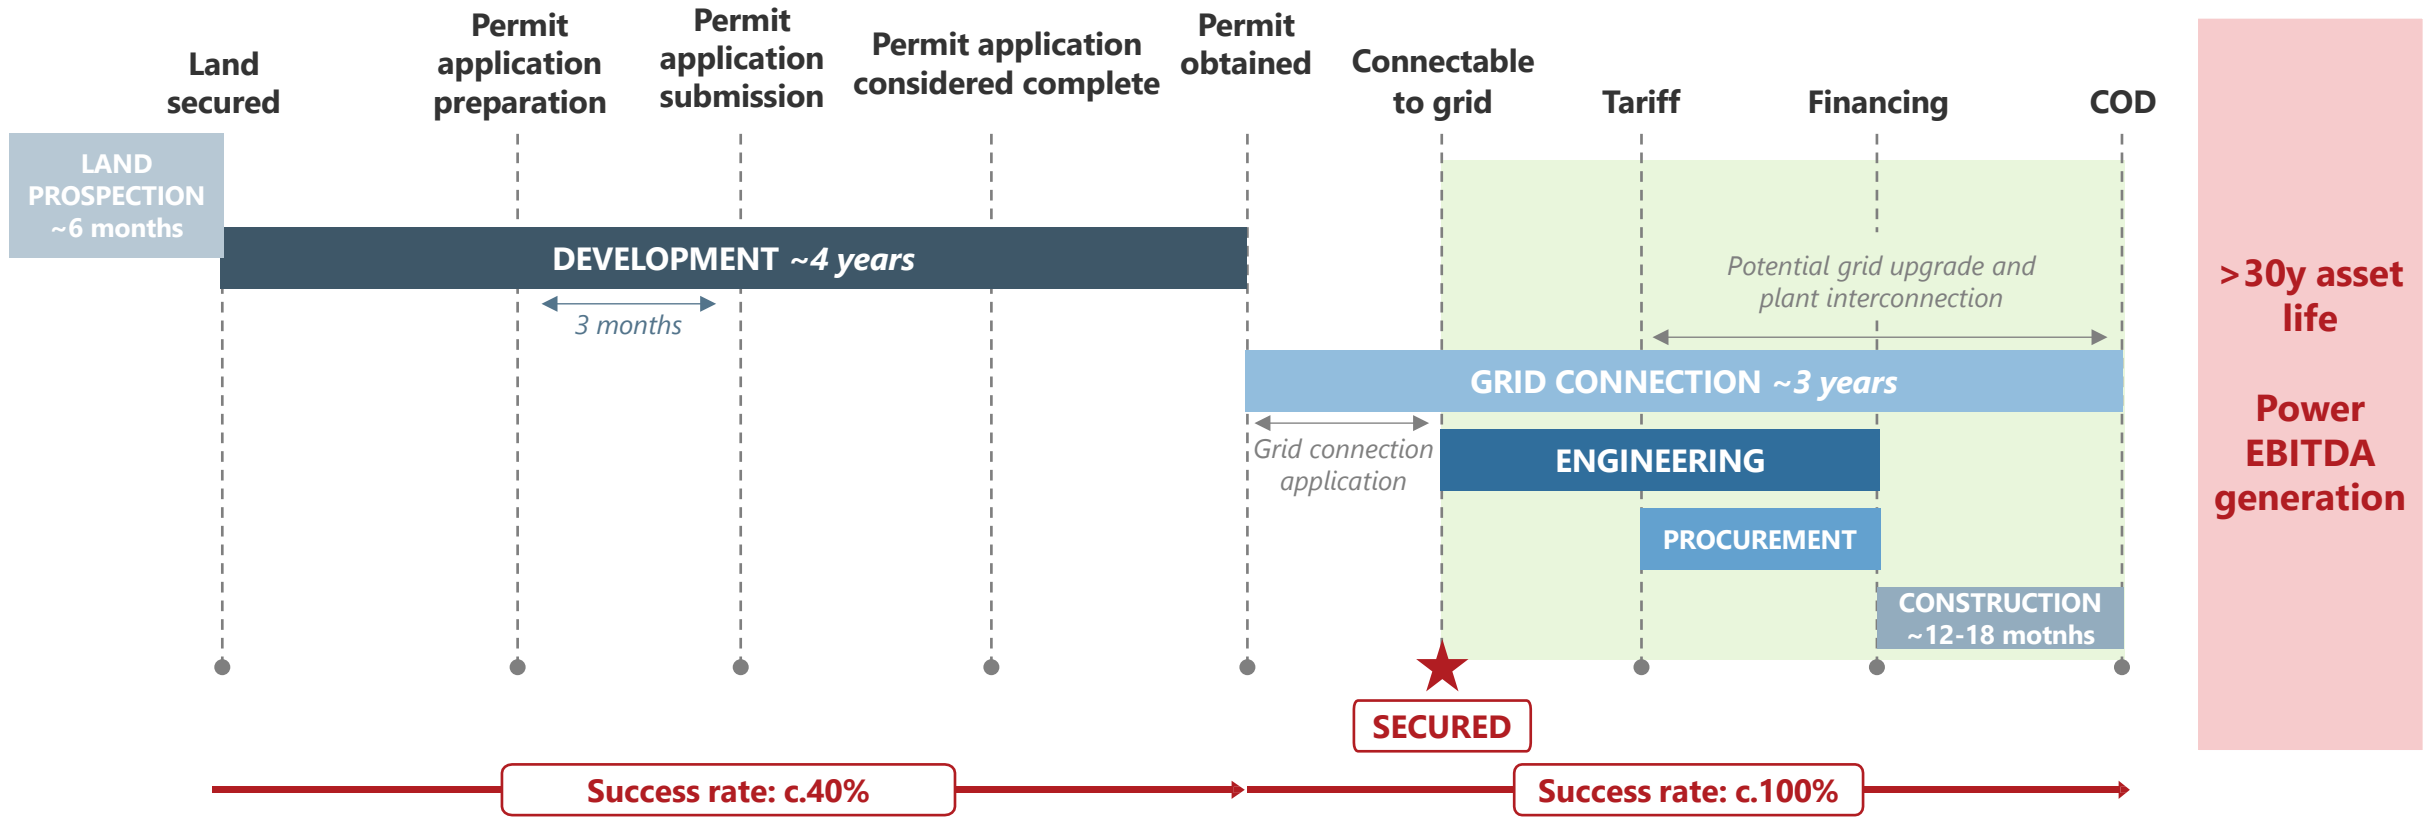 Land
secured
Permit
application
preparation
Permit
application
submission
Permit application
considered complete
Permit
obtained
Connectable
to grid
Tariff
Financing
COD
LAND
PROSPECTION
~6 months
DEVELOPMENT ~4 years
3 months
Potential grid upgrade and
plant interconnection
GRID CONNECTION ~3 years
Grid connection
application
ENGINEERING
PROCUREMENT
CONSTRUCTION
~12-18 motnhs
SECURED
Success rate: c.40%
Success rate: c.100%
>30y asset
life
Power
EBITDA
generation